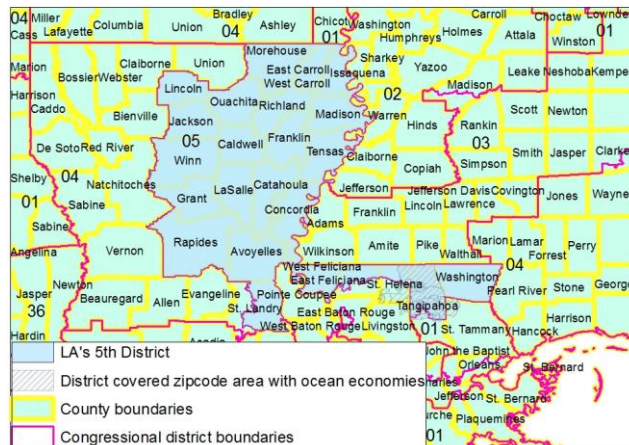 04 Miller Columbia Union Bradley Ashley Chicot Washington Carroll Choctaw Lowndes
Cass Lafayette 04 01 Humphreys Holmes Attala Winston 01
Marion Claiborne Union Morehouse Sharkey
Bossier Webster East Carroll Issaquena Yazoo Leake Neshoba Kempe
Harrison Lincoln West Carroll Madison
Caddo Ouachita Richland 02
Bienville Madison Warren Hinds Rankin Scott Newton
Jackson 05 Franklin 03
De Soto Red River Caldwell Tensas Claiborne Simpson Smith Jasper Clarke
Winn Copiah
Shelby 04 Natchitoches LaSalle Catahoula Jefferson Jefferson Davis Covington Jones Wayne
01 Grant Concordia Franklin Lincoln Lawrence
Sabine Adams
Sabine Rapides Avoyelles Wilkinson Amite Pike Walthall Marion Lamar Perry
Angelina Vernon Forrest
West Feliciana Washington 04
Newton East Feliciana St. Helena Pearl River Stone George
Jasper Beauregard Allen Evangeline Pointe Coupee Tangipahoa
36 St. Landry East Baton Rouge Harrison
Hardin Acadia West Baton Rouge Livingston 01 St. Tammany Hancock
LA's 5th District
John the Baptist
Orleans St. Bernard
District covered zipcode area with ocean economies
County boundaries
Jefferson St. Bernard
Plaquemines
Congressional district boundaries
01